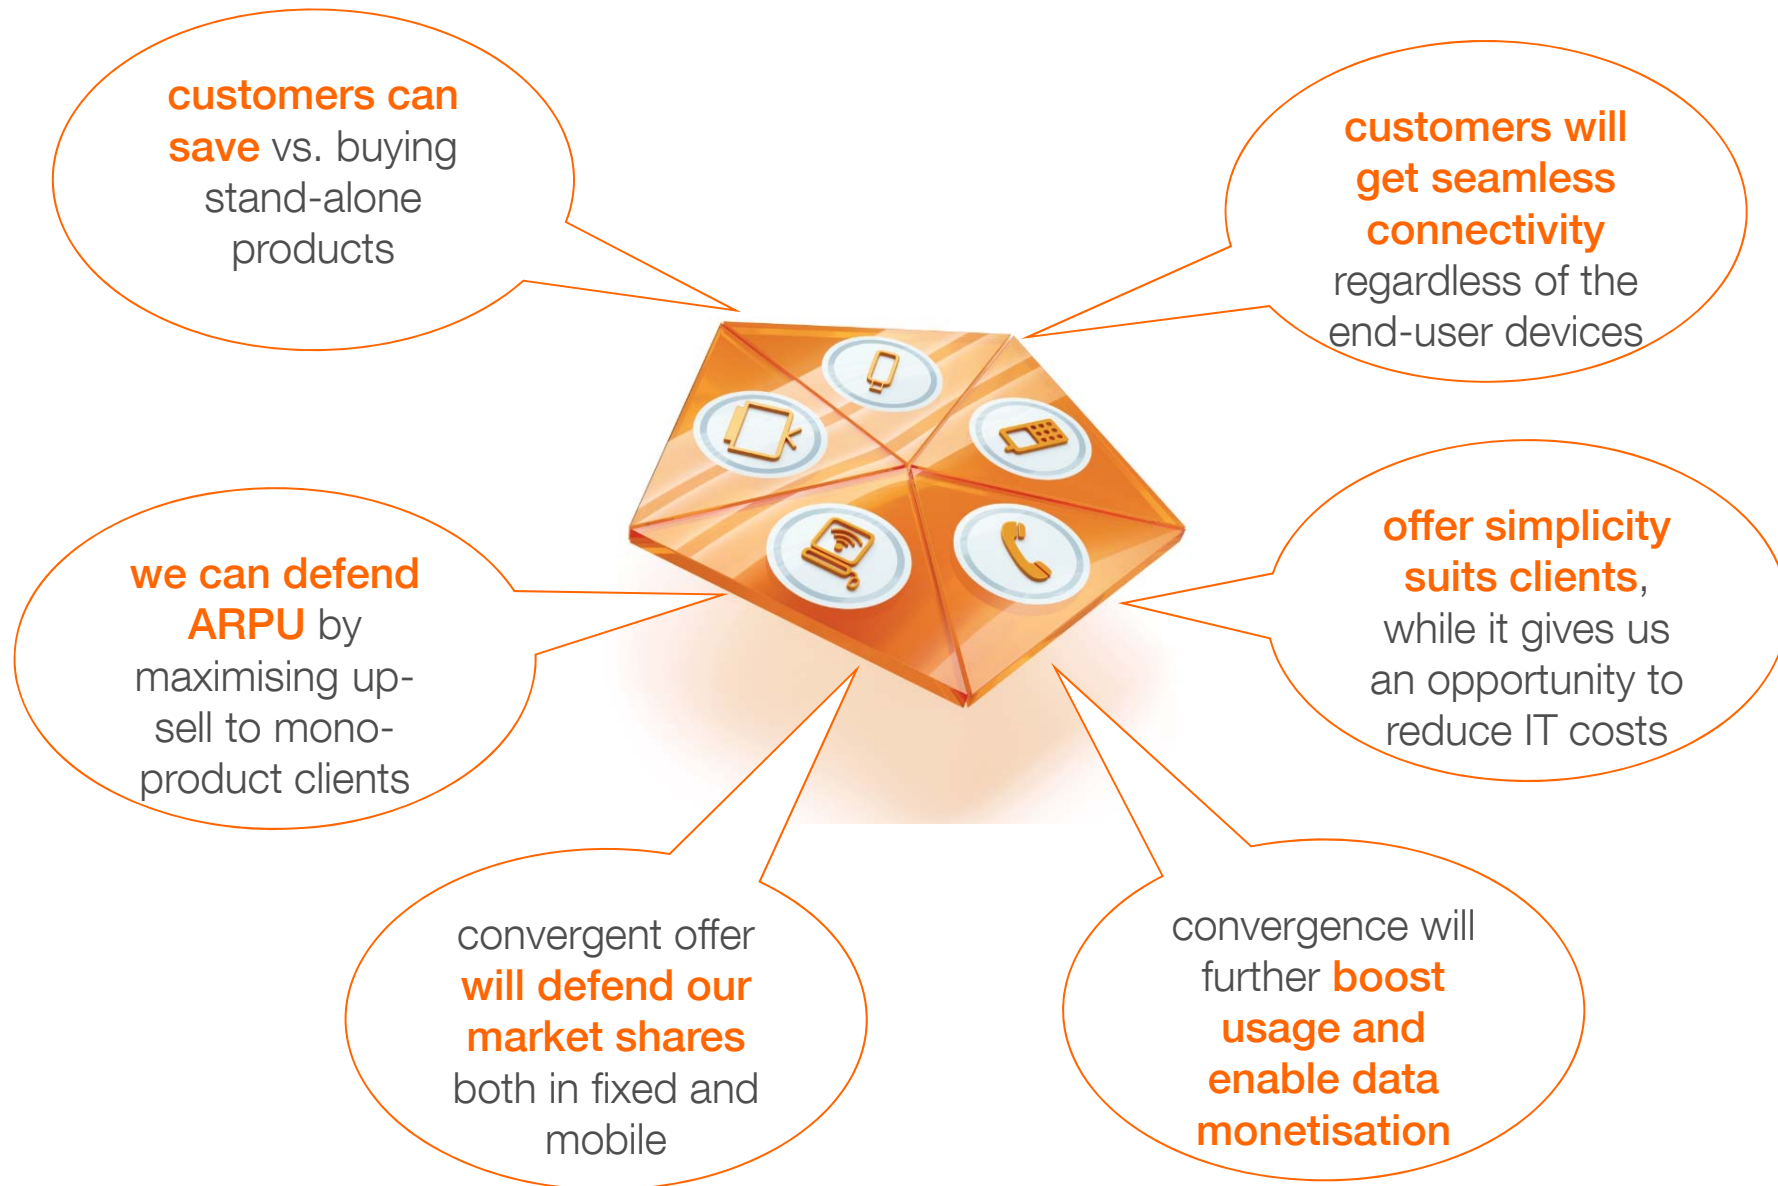 customers can
save vs. buying
stand-alone
products
customers will
get seamless
connectivity
regardless of the
end-user devices
we can defend
ARPU by
maximising up-
sell to mono-
product clients
offer simplicity
suits clients,
while it gives us
an opportunity to
reduce IT costs
convergent offer
will defend our
market shares
both in fixed and
mobile
convergence will
further boost
usage and
enable data
monetisation